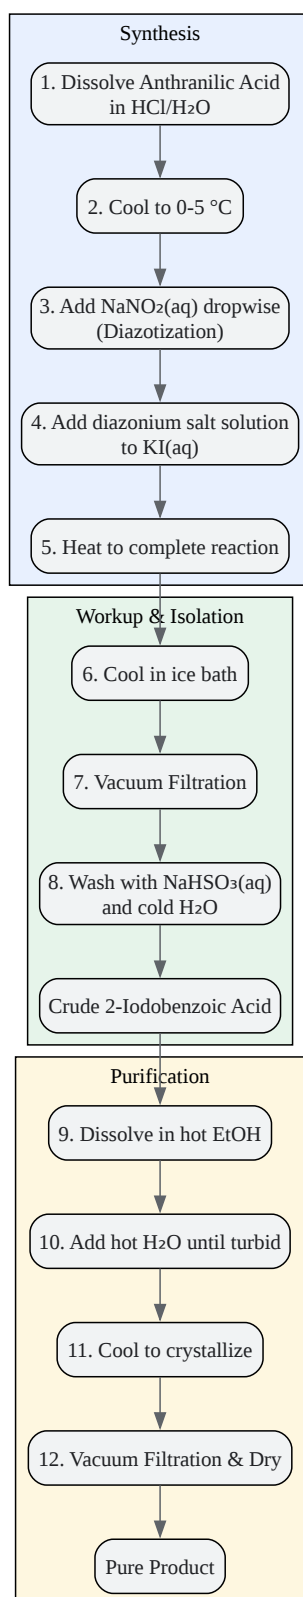 Synthesis
1. Dissolve Anthranilic Acid
in HCl/H₂O
2. Cool to 0-5 °C
3. Add NaNO₂(aq) dropwise
(Diazotization)
4. Add diazonium salt solution
to KI(aq)
5. Heat to complete reaction
Workup & Isolation
6. Cool in ice bath
7. Vacuum Filtration
8. Wash with NaHSO₃(aq)
and cold H₂O
Crude 2-Iodobenzoic Acid
Purification
9. Dissolve in hot EtOH
10. Add hot H₂O until turbid
11. Cool to crystallize
12. Vacuum Filtration & Dry
Pure Product